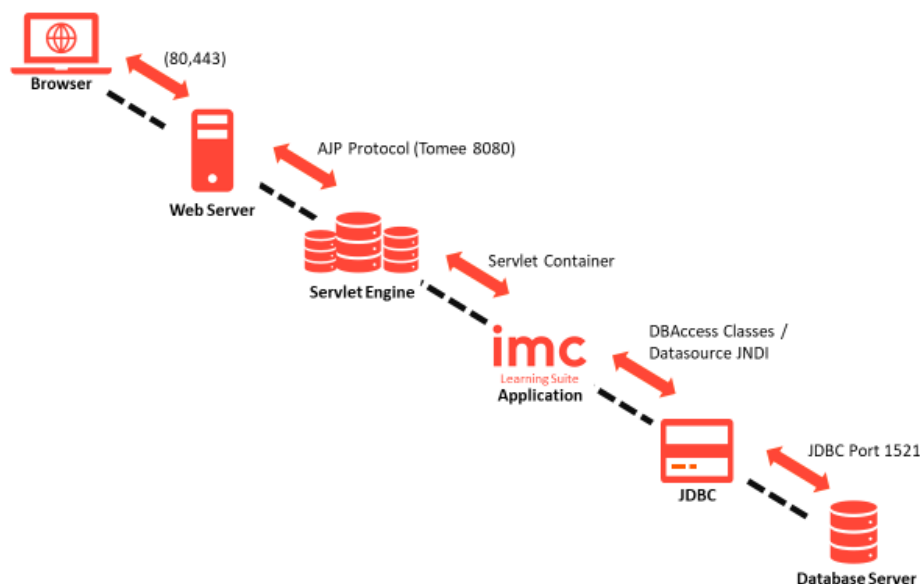 (80,443)
Browser
AJP Protocol (Tomee 8080)
Web Server
Servlet Container
Servlet Engine
DBAccess Classes /
Datasource JNDI
imc
Learning Suite
Application
JDBC Port 1521
JDBC
Database Server